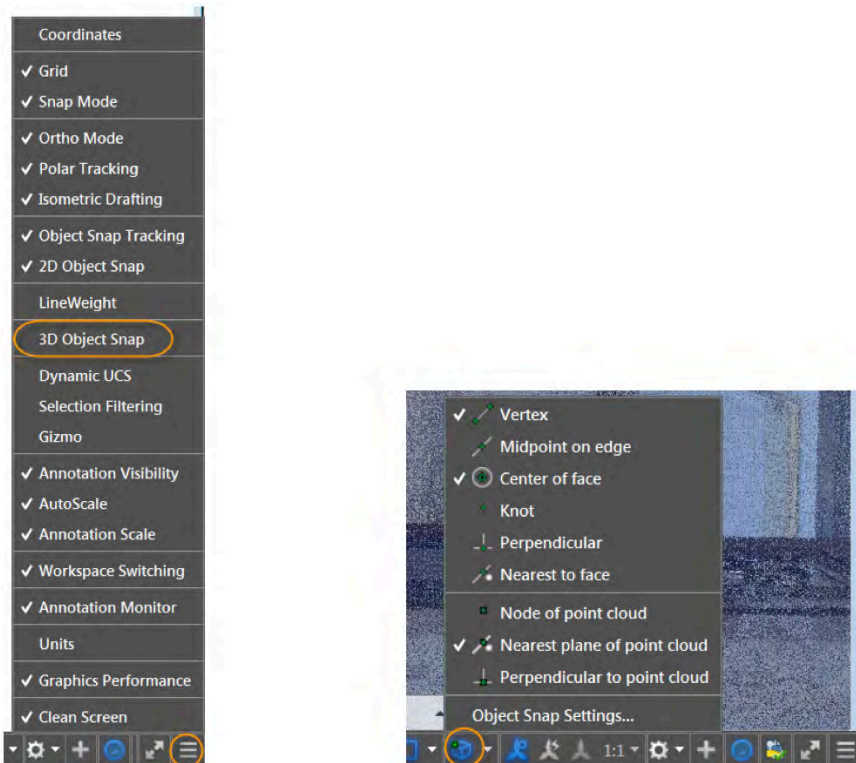 Coordinates
✓ Grid
✓ Snap Mode
✓ Ortho Mode
✓ Polar Tracking
✓ Isometric Drafting
✓ Object Snap Tracking
✓ 2D Object Snap
LineWeight
3D Object Snap
Dynamic UCS
Selection Filtering
Gizmo
✓ Annotation Visibility
✓ AutoScale
✓ Annotation Scale
✓ Workspace Switching
✓ Annotation Monitor
Units
✓ Graphics Performance
✓ Clean Screen
✓ Vertex
Midpoint on edge
✓ Center of face
Knot
Perpendicular
Nearest to face
Node of point cloud
✓ Nearest plane of point cloud
Perpendicular to point cloud
Object Snap Settings...
1:1